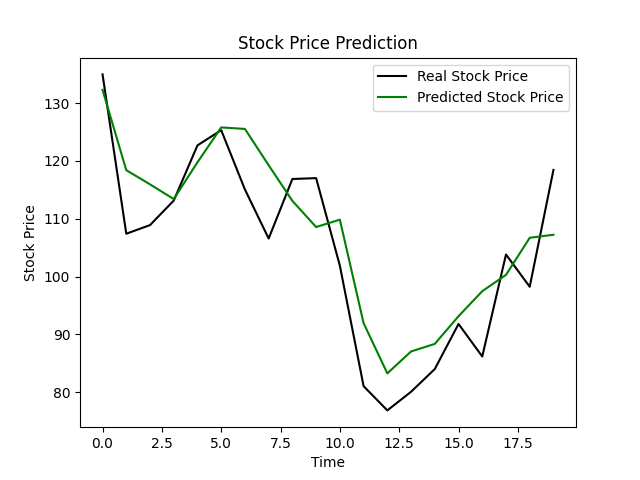 Stock Price Prediction
Real Stock Price
Predicted Stock Price
Stock Price
130
120
110
100
90
80
0.0 2.5 5.0 7.5 10.0 12.5 15.0 17.5
Time